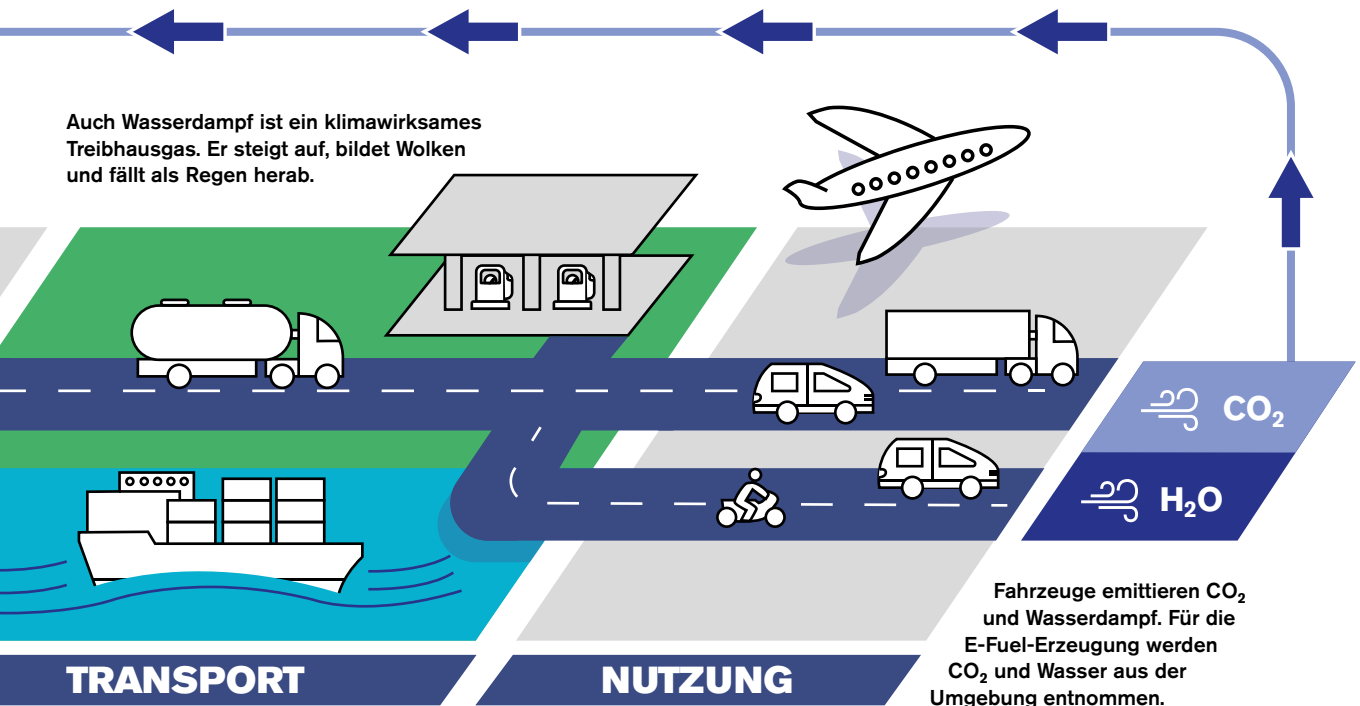 Auch Wasserdampf ist ein klimawirksames
Treibhausgas. Er steigt auf, bildet Wolken
und fällt als Regen herab.
CO₂
H₂O
Fahrzeuge emittieren CO₂
und Wasserdampf. Für die
E-Fuel-Erzeugung werden
CO₂ und Wasser aus der
Umgebung entnommen.
TRANSPORT
NUTZUNG